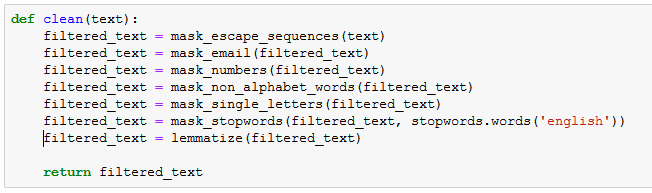 def clean(text):
    filtered_text = mask_escape_sequences(text)
    filtered_text = mask_email(filtered_text)
    filtered_text = mask_numbers(filtered_text)
    filtered_text = mask_non_alphabet_words(filtered_text)
    filtered_text = mask_single_letters(filtered_text)
    filtered_text = mask_stopwords(filtered_text, stopwords.words('english'))
    filtered_text = lemmatize(filtered_text)

    return filtered_text